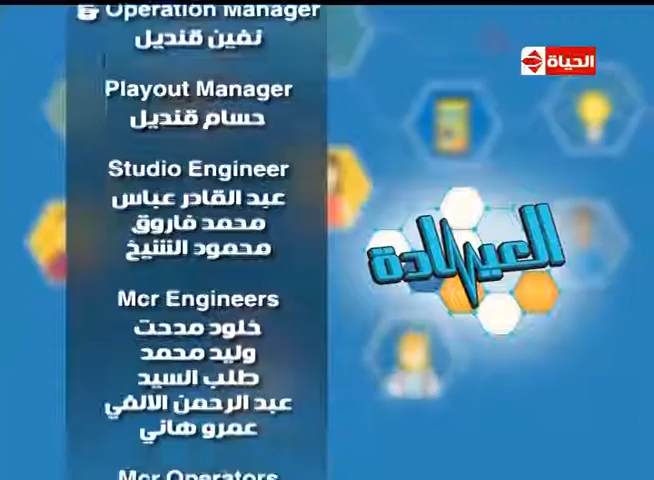 & Operation Manager
نفين قنديل
Playout Manager
حسام قنديل
Studio Engineer
عبد القادر عباس
محمد فاروق
محمود الشيخ
Mcr Engineers
خلود مدحت
وليد محمد
طلب السيد
عبد الرحمن الالفي
عمرو هاني
Mcr Operators
الحياة
العيادة